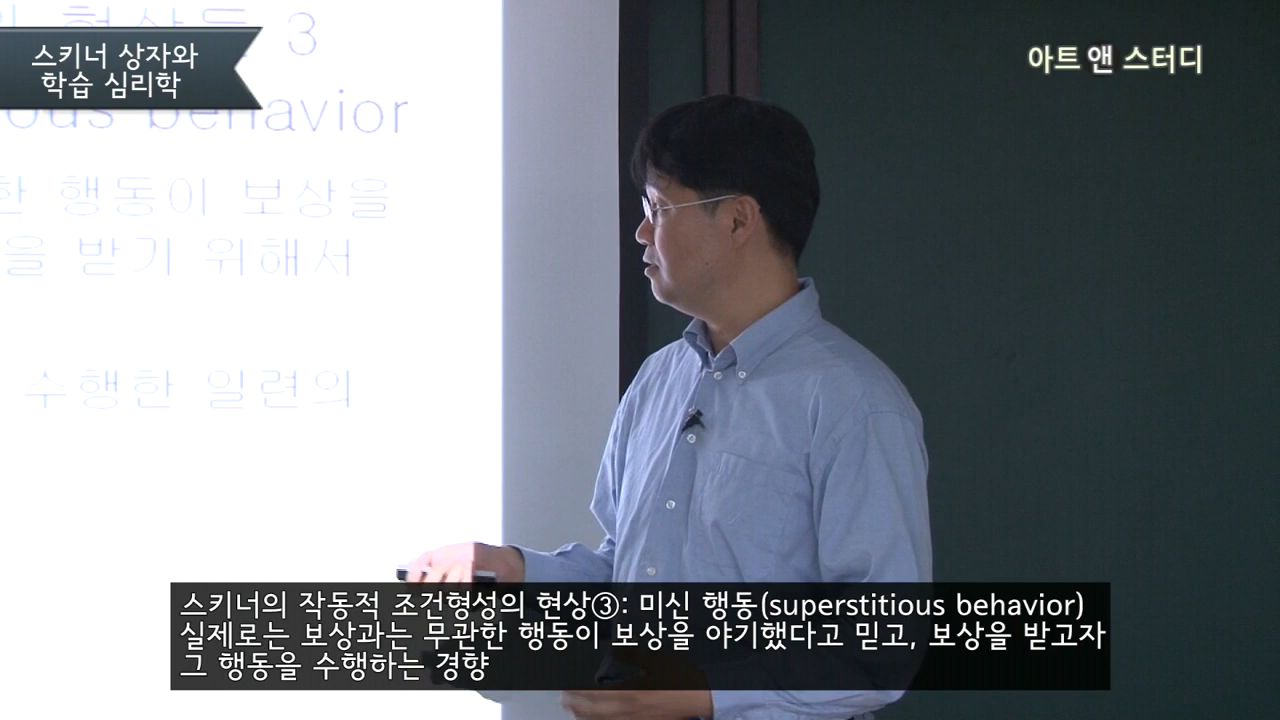 스키너 상자와
학습 심리학
아트 앤 스터디
3
behavior
한 행동이 보상을
을 받기 위해서
수행한 일련의
스키너의 작동적 조건형성의 현상③: 미신 행동(superstitious behavior)
실제로는 보상과는 무관한 행동이 보상을 야기했다고 믿고, 보상을 받고자
그 행동을 수행하는 경향